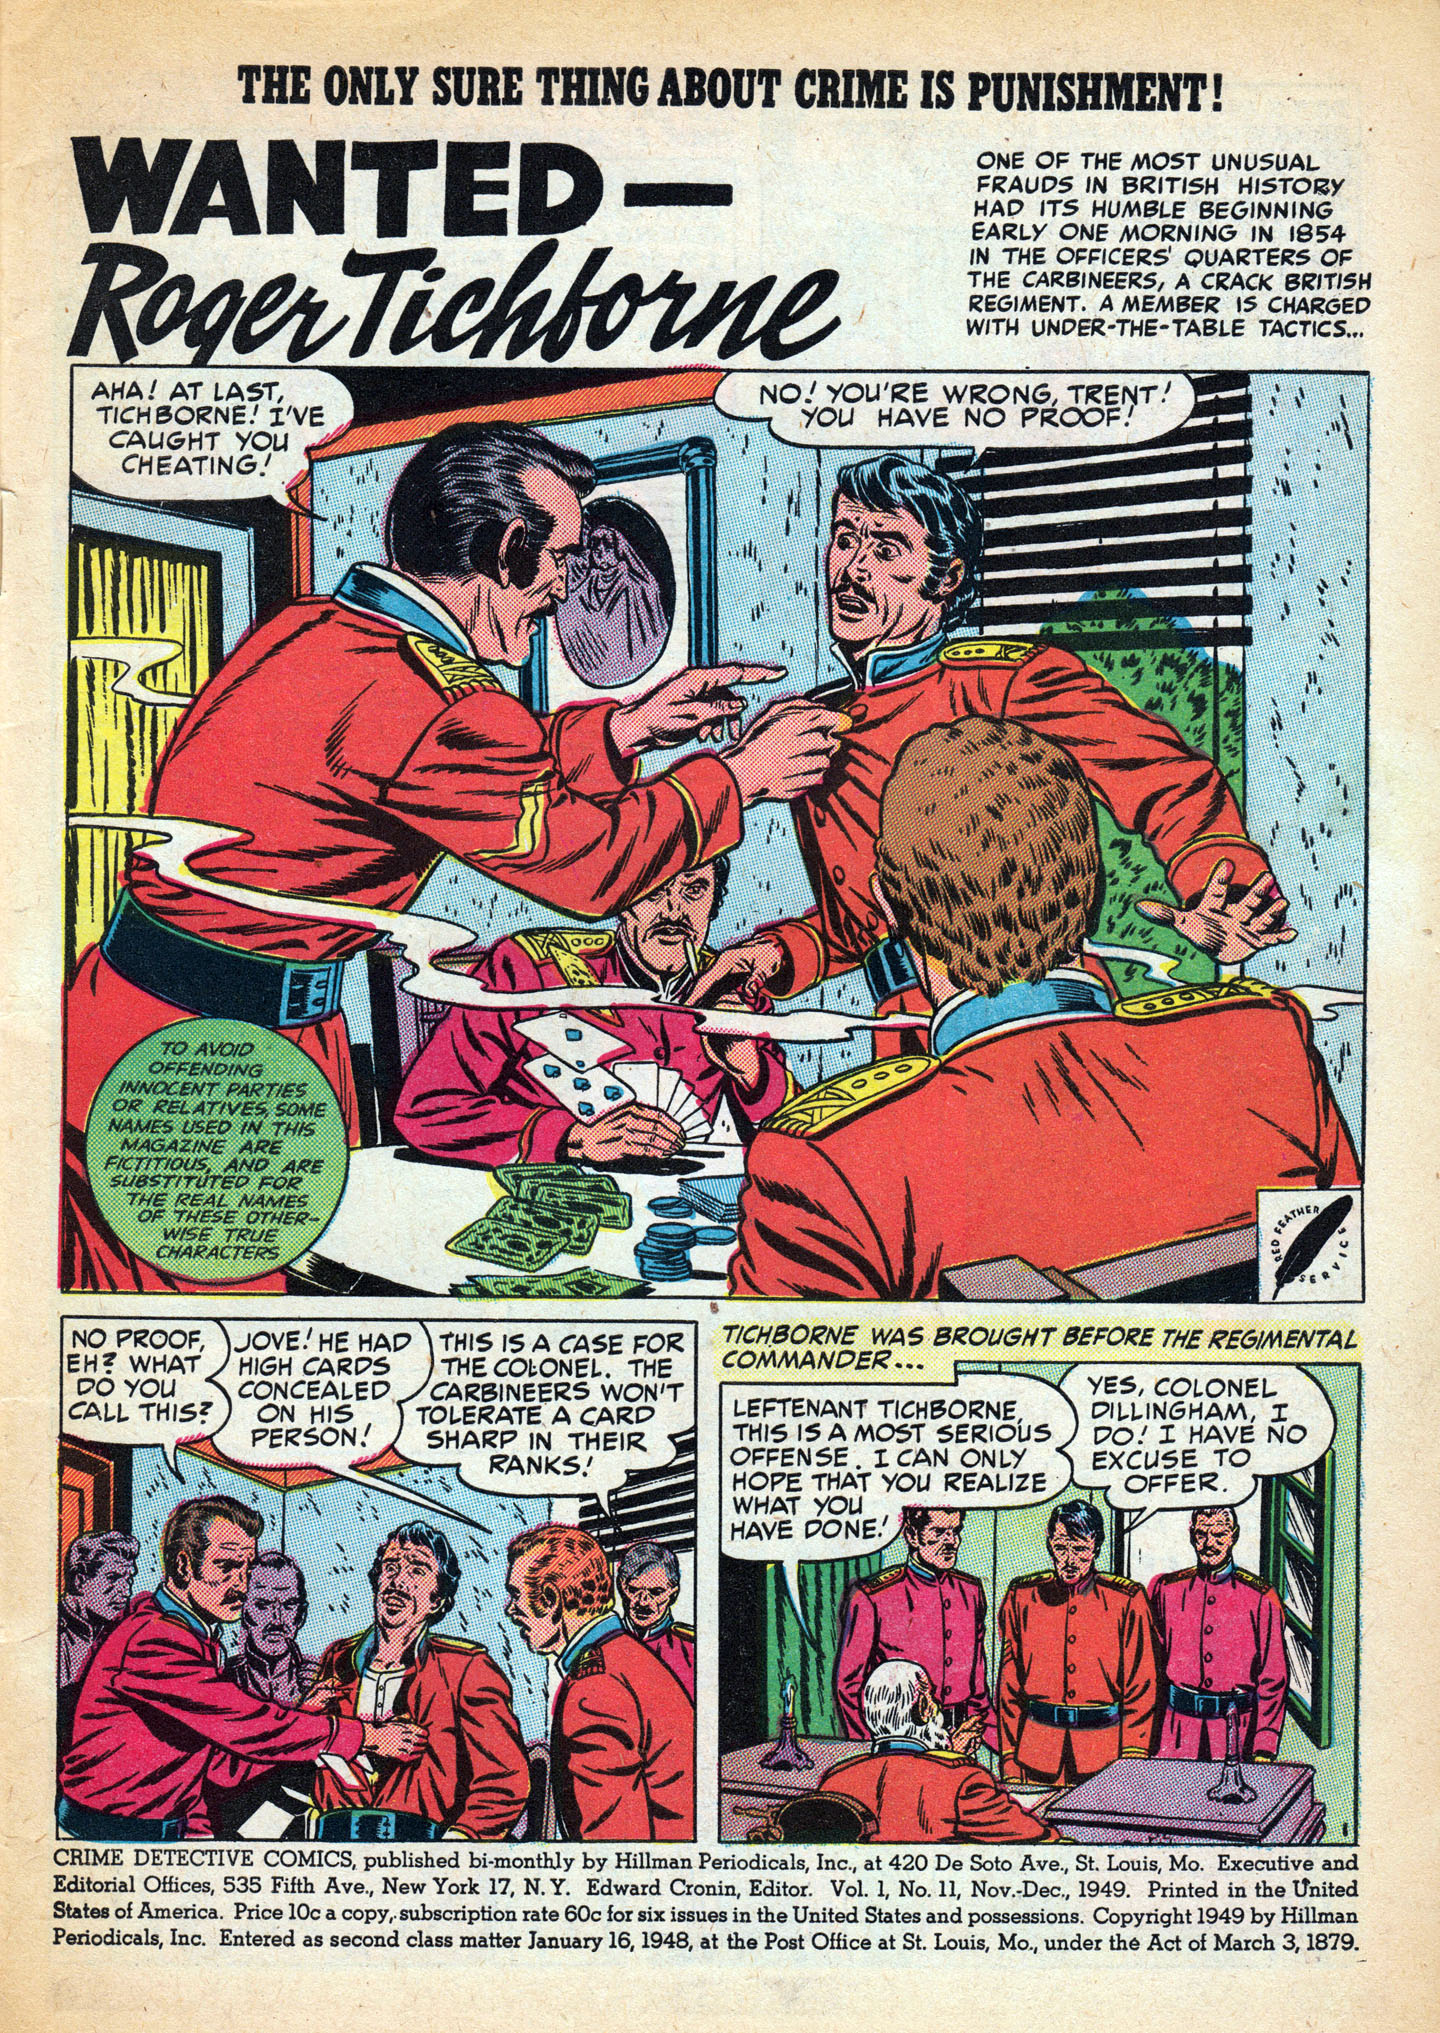 THE ONLY SURE THING ABOUT CRIME IS PUNISHMENT!
WANTED—
Roger Tichborne
ONE OF THE MOST UNUSUAL
FRAUDS IN BRITISH HISTORY
HAD ITS HUMBLE BEGINNING
EARLY ONE MORNING IN 1854
IN THE OFFICERS' QUARTERS OF
THE CARBINEERS, A CRACK BRITISH
REGIMENT. A MEMBER IS CHARGED
WITH UNDER-THE-TABLE TACTICS...
AHA! AT LAST,
TICHBORNE! I'VE
CAUGHT YOU
CHEATING!
NO! YOU'RE WRONG, TRENT!
YOU HAVE NO PROOF!
TO AVOID
OFFENDING
INNOCENT PARTIES
OR RELATIVES, SOME
NAMES USED IN THIS
MAGAZINE ARE
FICTITIOUS, AND ARE
SUBSTITUTED FOR
THE REAL NAMES
OF THESE OTHER-
WISE TRUE
CHARACTERS
RED FEATHER
SERVICE
NO PROOF,
EH? WHAT
DO YOU
CALL THIS?
JOVE! HE HAD
HIGH CARDS
CONCEALED
ON HIS
PERSON!
THIS IS A CASE FOR
THE COLONEL. THE
CARBINEERS WON'T
TOLERATE A CARD
SHARP IN THEIR
RANKS!
TICHBORNE WAS BROUGHT BEFORE THE REGIMENTAL
COMMANDER...
LEFTENANT TICHBORNE,
THIS IS A MOST SERIOUS
OFFENSE. I CAN ONLY
HOPE THAT YOU REALIZE
WHAT YOU
HAVE DONE!
YES, COLONEL
DILLINGHAM, I
DO! I HAVE NO
EXCUSE TO
OFFER.
CRIME DETECTIVE COMICS, published bi-monthly by Hillman Periodicals, Inc., at 420 De Soto Ave., St. Louis, Mo. Executive and
Editorial Offices, 535 Fifth Ave., New York 17, N. Y. Edward Cronin, Editor. Vol. 1, No. 11, Nov.-Dec., 1949. Printed in the United
States of America. Price 10c a copy, subscription rate 60c for six issues in the United States and possessions. Copyright 1949 by Hillman
Periodicals, Inc. Entered as second class matter January 16, 1948, at the Post Office at St. Louis, Mo., under the Act of March 3, 1879.